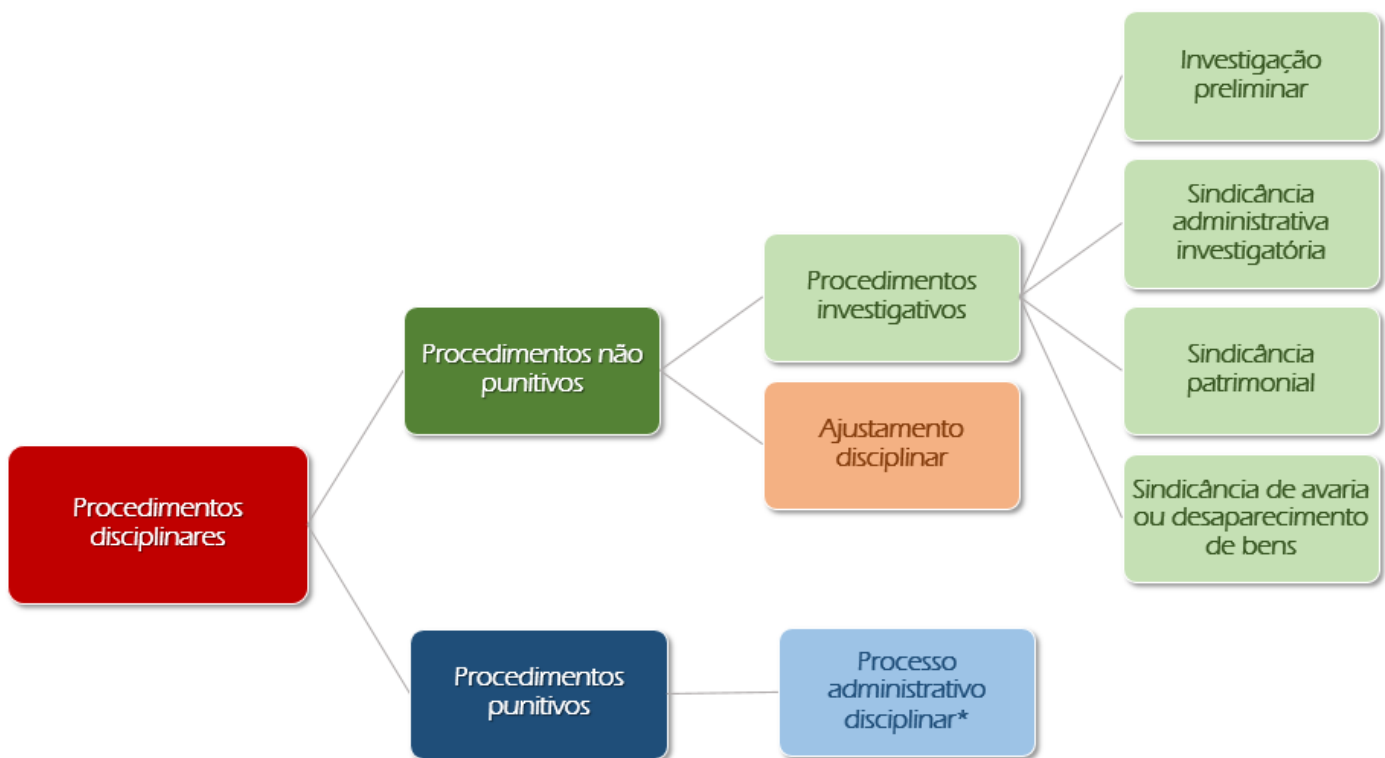 Investigação
preliminar
Sindicância
administrativa
investigatória
Procedimentos
investigativos
Sindicância
patrimonial
Procedimentos não
punitivos
Ajustamento
disciplinar
Sindicância de avaria
ou desaparecimento
de bens
Procedimentos
disciplinares
Procedimentos
punitivos
Processo
administrativo
disciplinar*